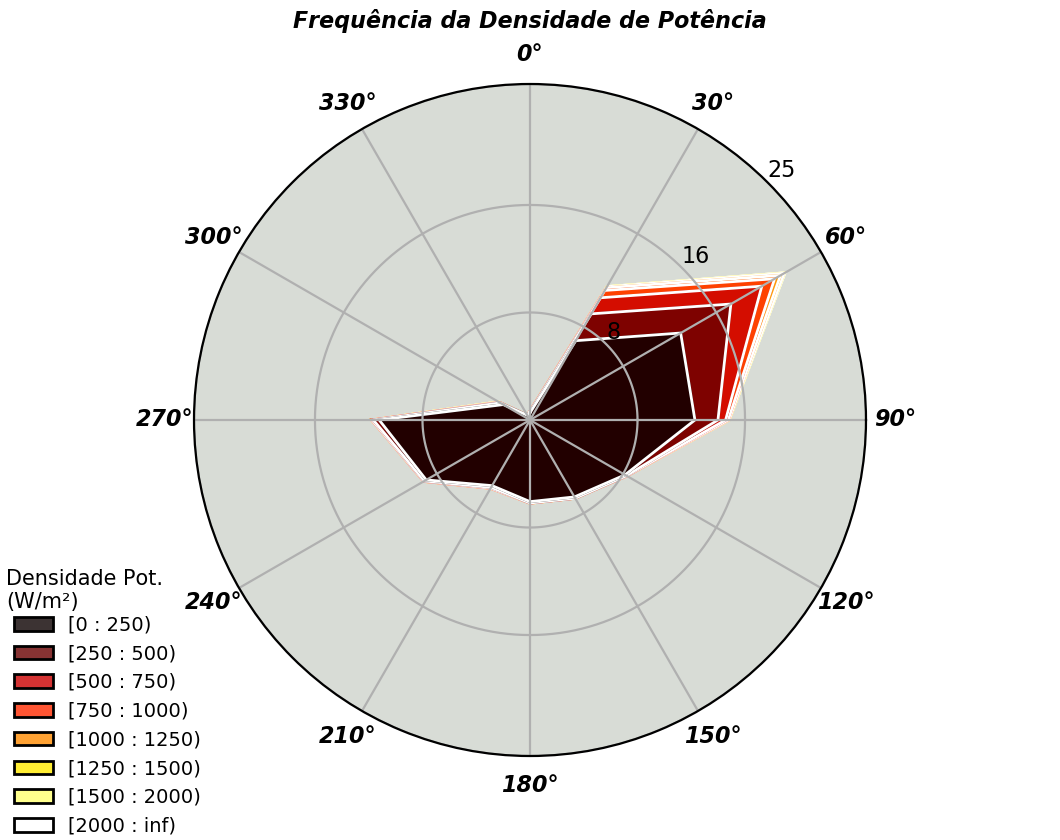 Frequência da Densidade de Potência
0°
330°
30°
25
300°
60°
16
8
270°
90°
240°
120°
210°
150°
180°
Densidade Pot.
(W/m²)
[0 : 250)
[250 : 500)
[500 : 750)
[750 : 1000)
[1000 : 1250)
[1250 : 1500)
[1500 : 2000)
[2000 : inf)